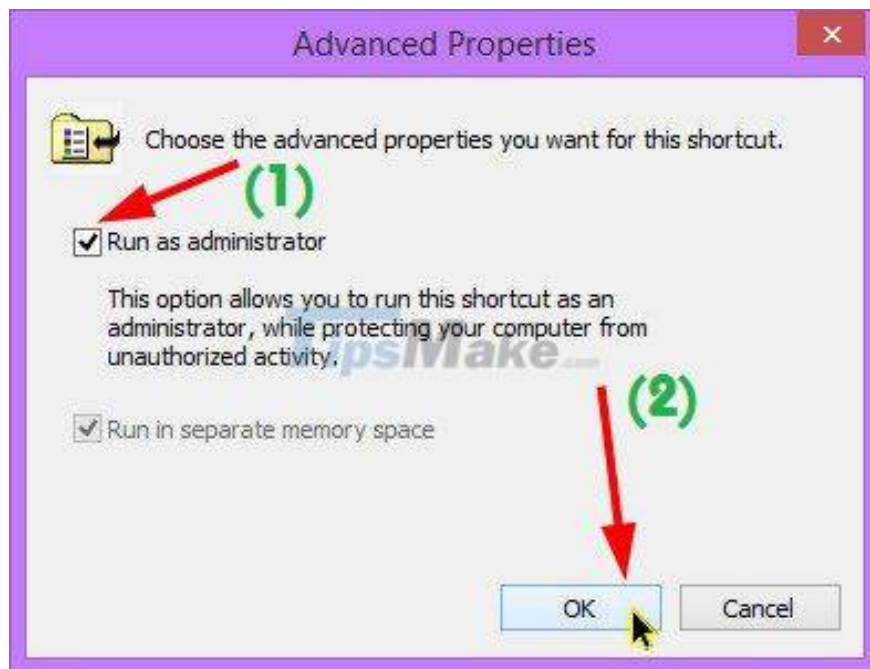 Advanced Properties
Choose the advanced properties you want for this shortcut.
(1)
Run as administrator
This option allows you to run this shortcut as an
administrator, while protecting your computer from
unauthorized activity.
TipsMake.com
(2)
Run in separate memory space
OK
Cancel